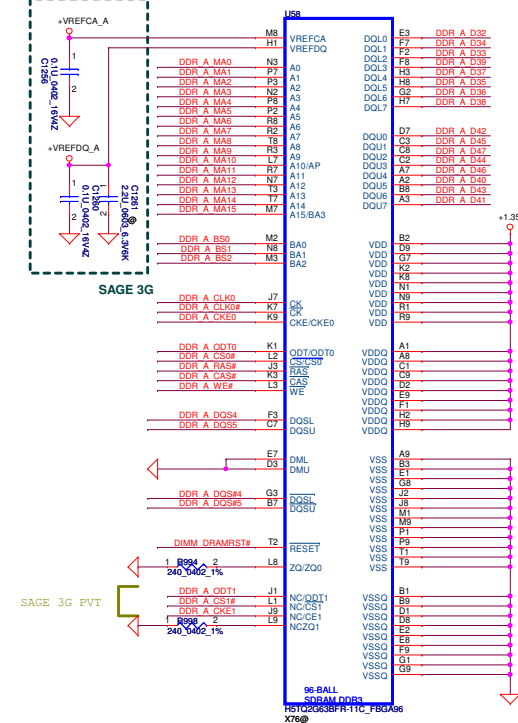 U58
+VREFCA_A
M8 VREFCA
H1 VREFDQ
C1256
0.1U_0402_16V4Z
1
2
+VREFDQ_A
C1260
0.1U_0402_16V4Z
1
2
C1261
2.2U_0603_6.3V6K
@
1
2
SAGE 3G
DDR_A_MA0 N3 A0
DDR_A_MA1 P7 A1
DDR_A_MA2 P3 A2
DDR_A_MA3 N2 A3
DDR_A_MA4 P8 A4
DDR_A_MA5 P2 A5
DDR_A_MA6 R8 A6
DDR_A_MA7 R2 A7
DDR_A_MA8 T8 A8
DDR_A_MA9 R3 A9
DDR_A_MA10 L7 A10/AP
DDR_A_MA11 R7 A11
DDR_A_MA12 N7 A12
DDR_A_MA13 T3 A13
DDR_A_MA14 T7 A14
DDR_A_MA15 M7 A15/BA3
DDR_A_BS0 M2 BA0
DDR_A_BS1 N8 BA1
DDR_A_BS2 M3 BA2
DDR_A_CLK0 J7 CK
DDR_A_CLK0# K7 CK
DDR_A_CKE0 K9 CKE/CKE0
DDR_A_ODT0 K1 ODT/ODT0
DDR_A_CS0# L2 CS/CS0
DDR_A_RAS# J3 RAS
DDR_A_CAS# K3 CAS
DDR_A_WE# L3 WE
DDR_A_DQS4 F3 DQSL
DDR_A_DQS5 C7 DQSU
E7 DML
D3 DMU
DDR_A_DQS#4 G3 DQSL
DDR_A_DQS#5 B7 DQSU
DIMM_DRAMRST# T2 RESET
1 R994 2 L8 ZQ/ZQ0
240_0402_1%
SAGE 3G PVT
DDR_A_ODT1 J1 NC/ODT1
DDR_A_CS1# L1 NC/CS1
DDR_A_CKE1 J9 NC/CE1
1 R998 2 L9 NCZQ1
240_0402_1%
DQL0 E3 DDR_A_D32
DQL1 F7 DDR_A_D34
DQL2 F2 DDR_A_D33
DQL3 F8 DDR_A_D39
DQL4 H3 DDR_A_D37
DQL5 H8 DDR_A_D35
DQL6 G2 DDR_A_D36
DQL7 H7 DDR_A_D38
DQU0 D7 DDR_A_D42
DQU1 C3 DDR_A_D45
DQU2 C8 DDR_A_D47
DQU3 C2 DDR_A_D44
DQU4 A7 DDR_A_D46
DQU5 A2 DDR_A_D40
DQU6 B8 DDR_A_D43
DQU7 A3 DDR_A_D41
+1.35
VDD B2
VDD D9
VDD G7
VDD K2
VDD K8
VDD N1
VDD N9
VDD R1
VDD R9
VDDQ A1
VDDQ A8
VDDQ C1
VDDQ C9
VDDQ D2
VDDQ E9
VDDQ F1
VDDQ H2
VDDQ H9
VSS A9
VSS B3
VSS E1
VSS G8
VSS J2
VSS J8
VSS M1
VSS M9
VSS P1
VSS P9
VSS T1
VSS T9
VSSQ B1
VSSQ B9
VSSQ D1
VSSQ D8
VSSQ E2
VSSQ E8
VSSQ F9
VSSQ G1
VSSQ G9
96-BALL
SDRAM DDR3
H5TQ2G63BFR-11C_FBGA96
X76@